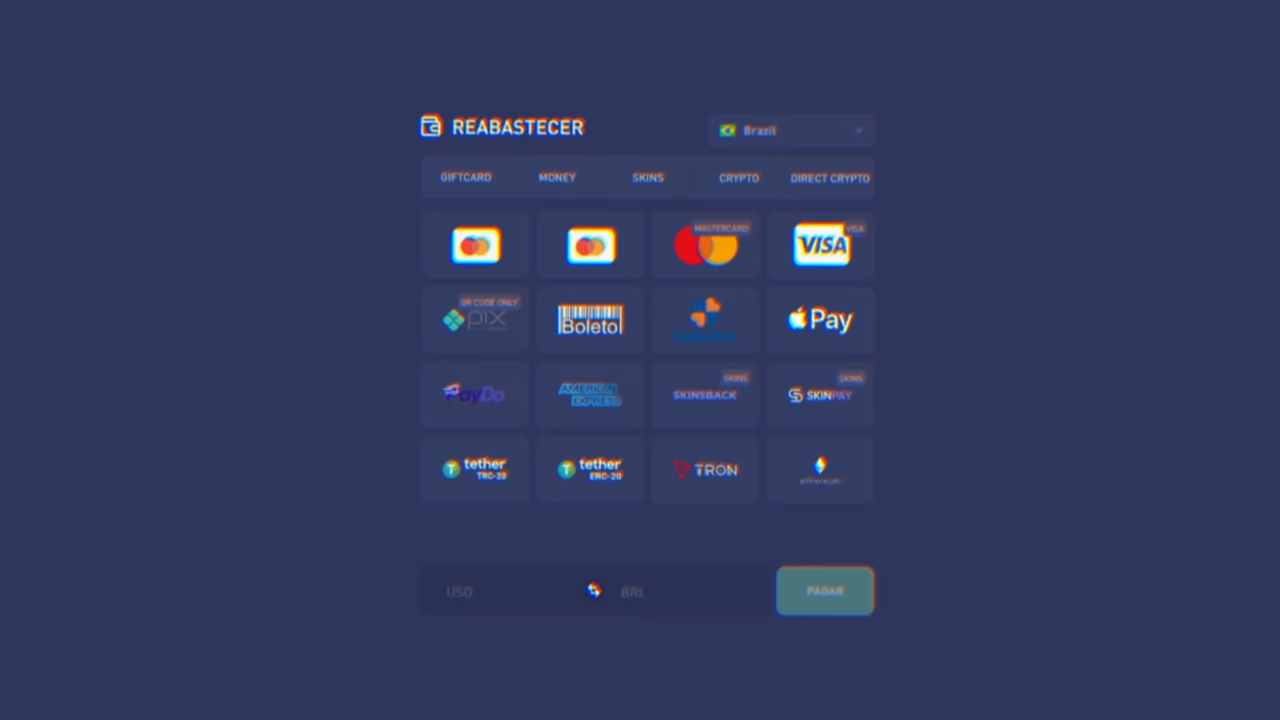 REABASTECER
Brazil
GIFTCARD MONEY SKINS CRYPTO DIRECT CRYPTO
MASTERCARD
VISA VISA
QR CODE ONLY
pix
Boleto
Pay
PayDo
AMERICAN
EXPRESS
SKINS
SKINSBACK
SKINS
SKINPAY
tether
TRC-20
tether
ERC-20
TRON
ethereum
USD BRL
PAGAR